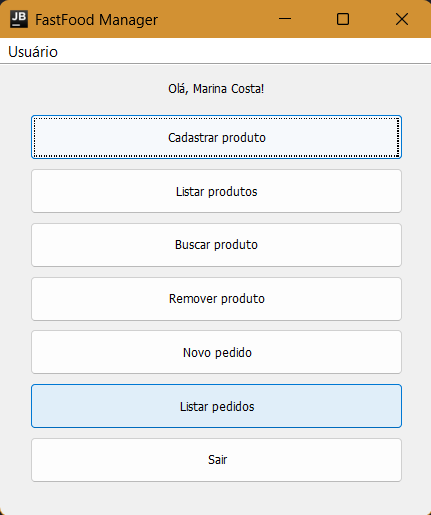 JB FastFood Manager
Usuário
Olá, Marina Costa!
Cadastrar produto
Listar produtos
Buscar produto
Remover produto
Novo pedido
Listar pedidos
Sair